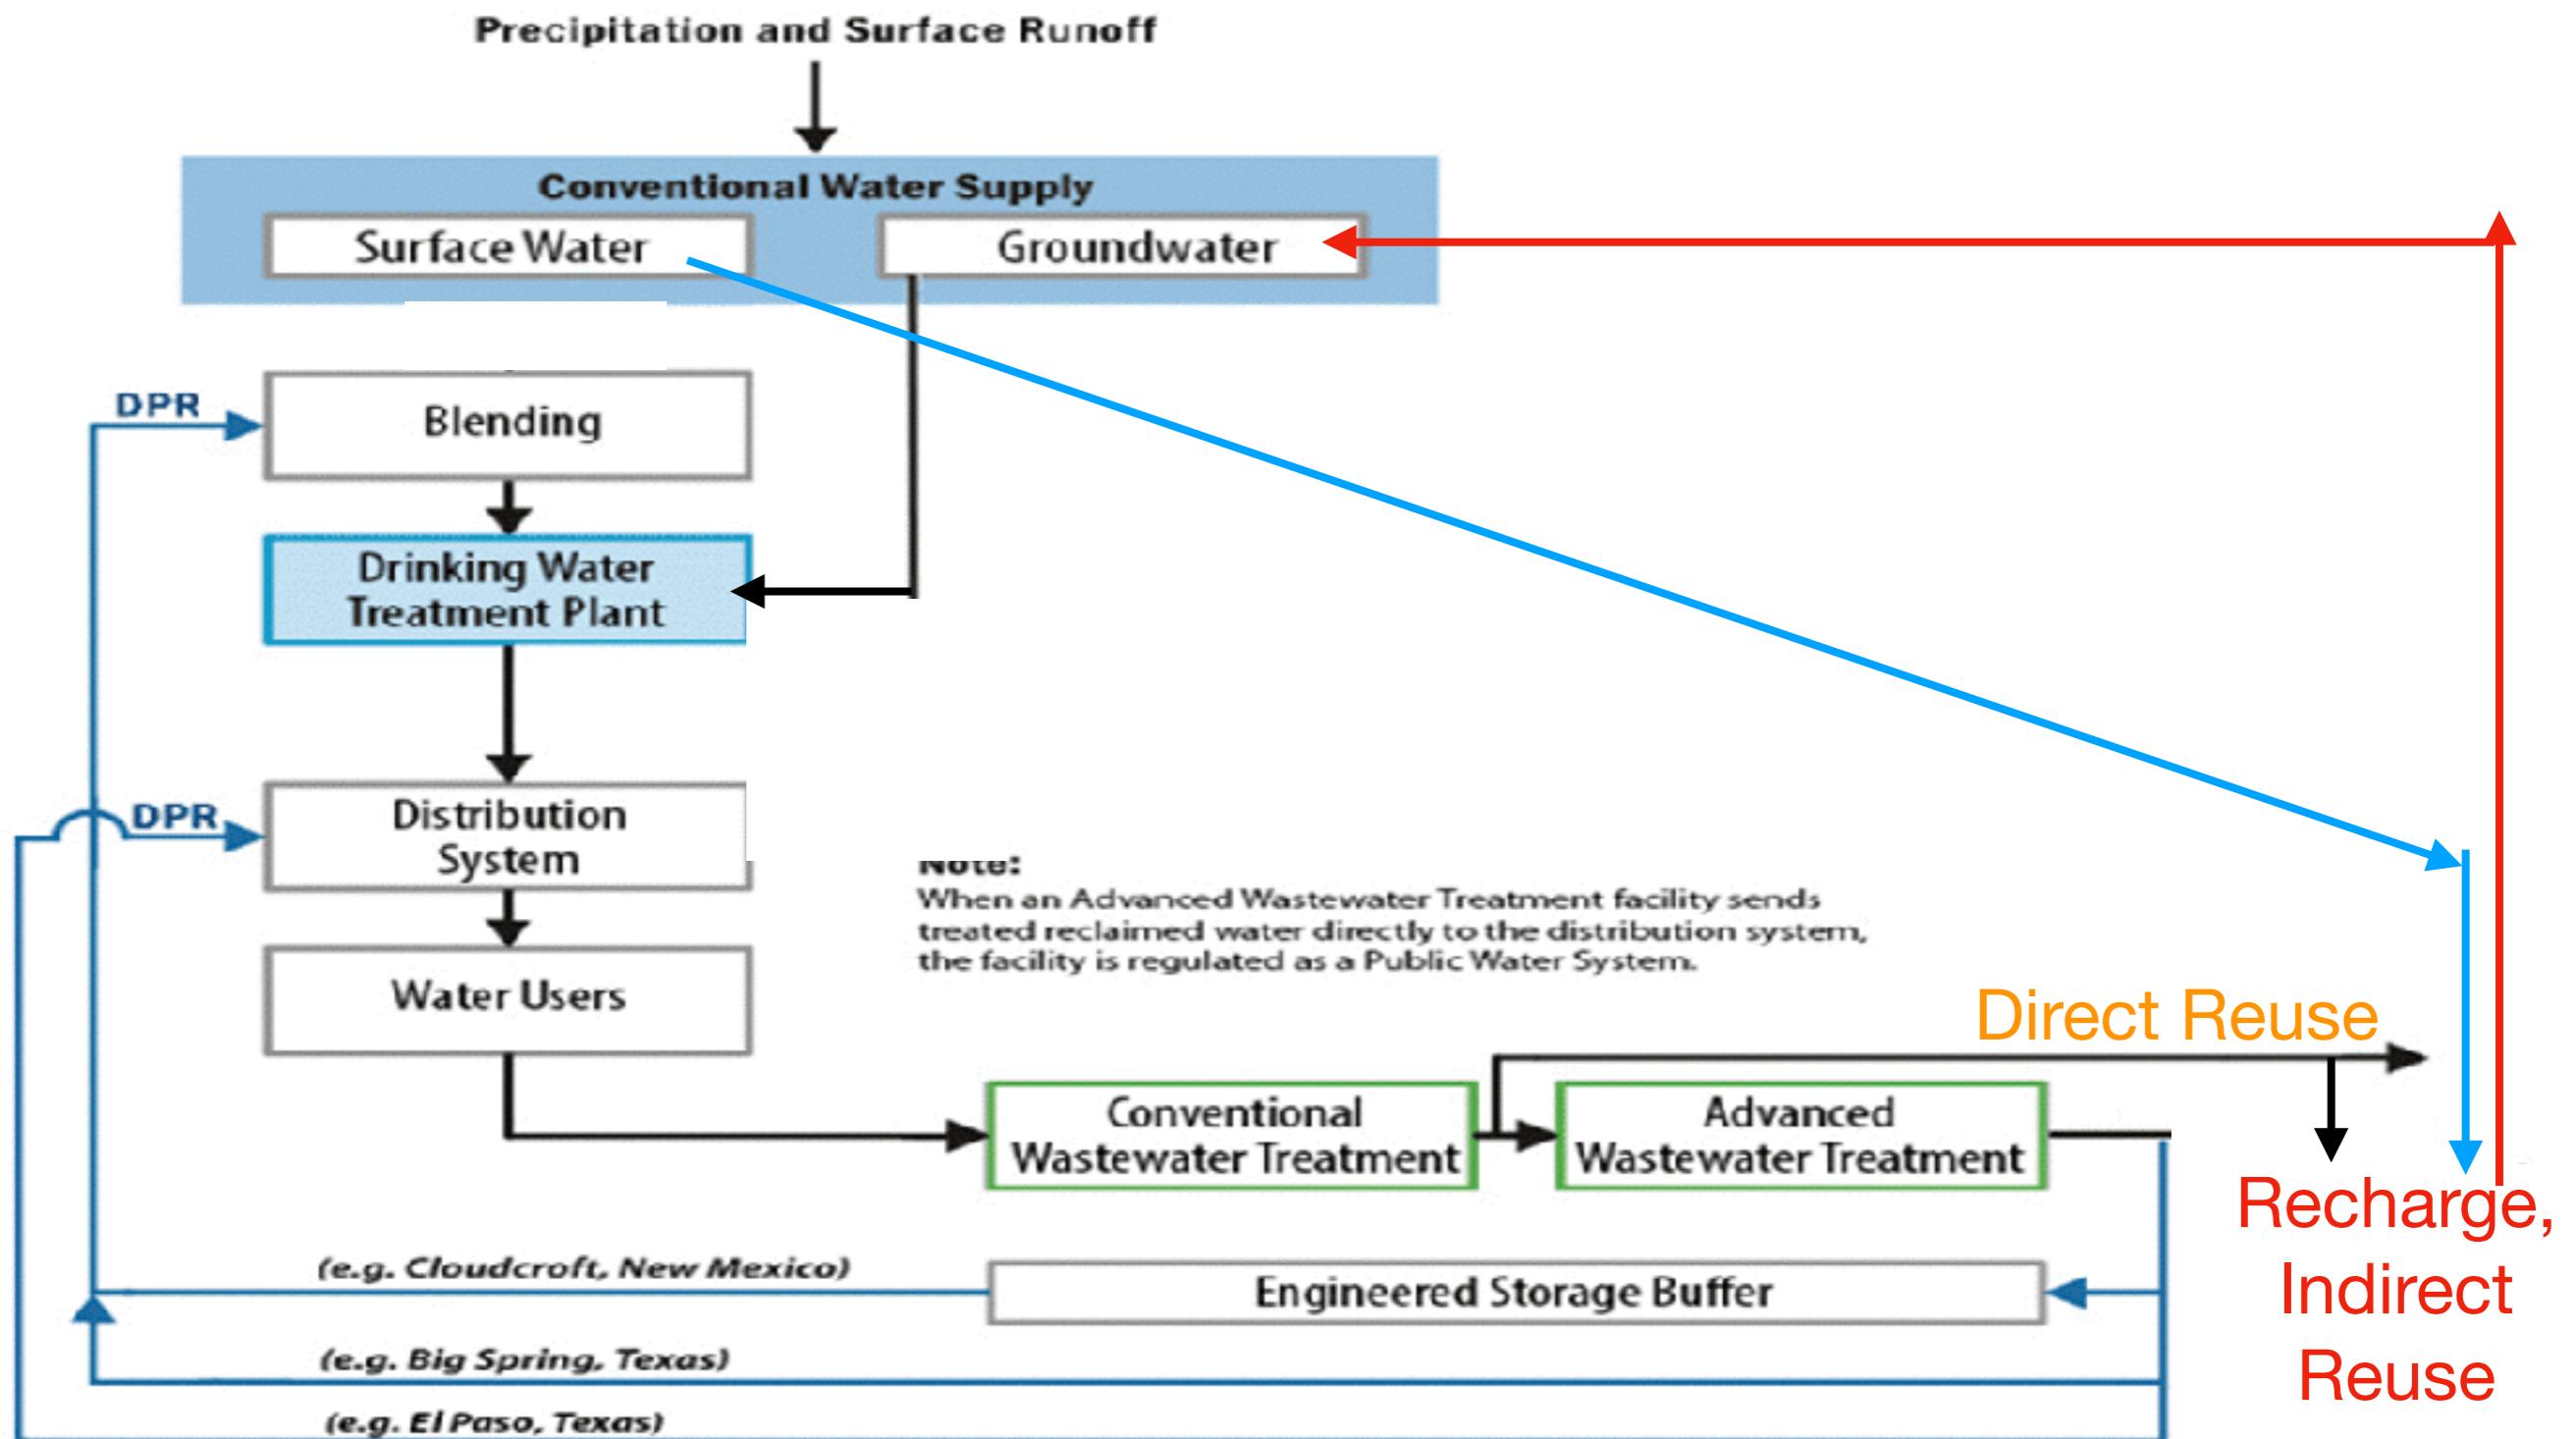 Precipitation and Surface Runoff
Conventional Water Supply
Surface Water
Groundwater
DPR
Blending
Drinking Water
Treatment Plant
DPR
Distribution
System
Note:
When an Advanced Wastewater Treatment facility sends
treated reclaimed water directly to the distribution system,
the facility is regulated as a Public Water System.
Water Users
Direct Reuse
Conventional
Wastewater Treatment
Advanced
Wastewater Treatment
Recharge,
Indirect
Reuse
(e.g. Cloudcroft, New Mexico)
Engineered Storage Buffer
(e.g. Big Spring, Texas)
(e.g. El Paso, Texas)